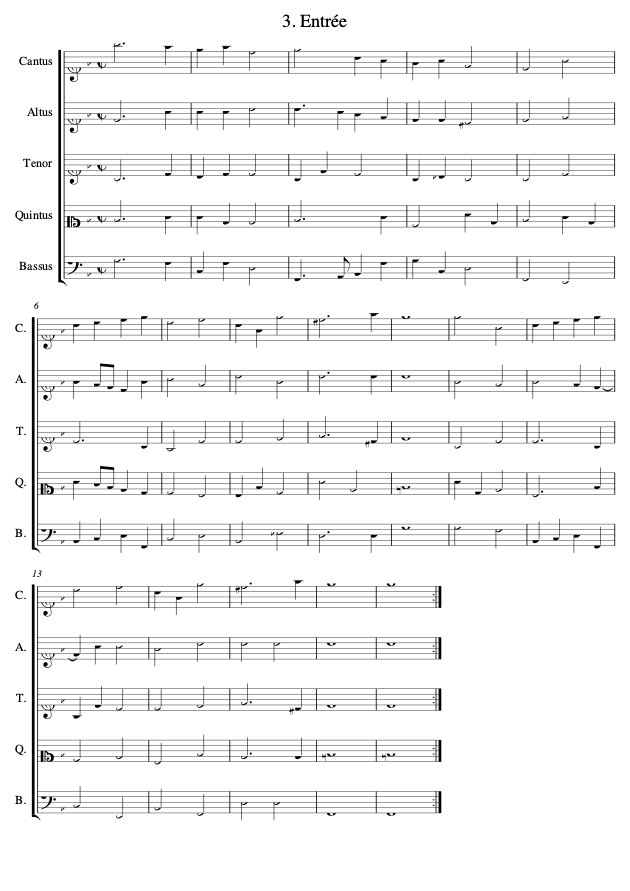 3. Entrée
Cantus
Altus
Tenor
Quintus
Bassus
6
C.
A.
T.
Q.
B.
13
C.
A.
T.
Q.
B.